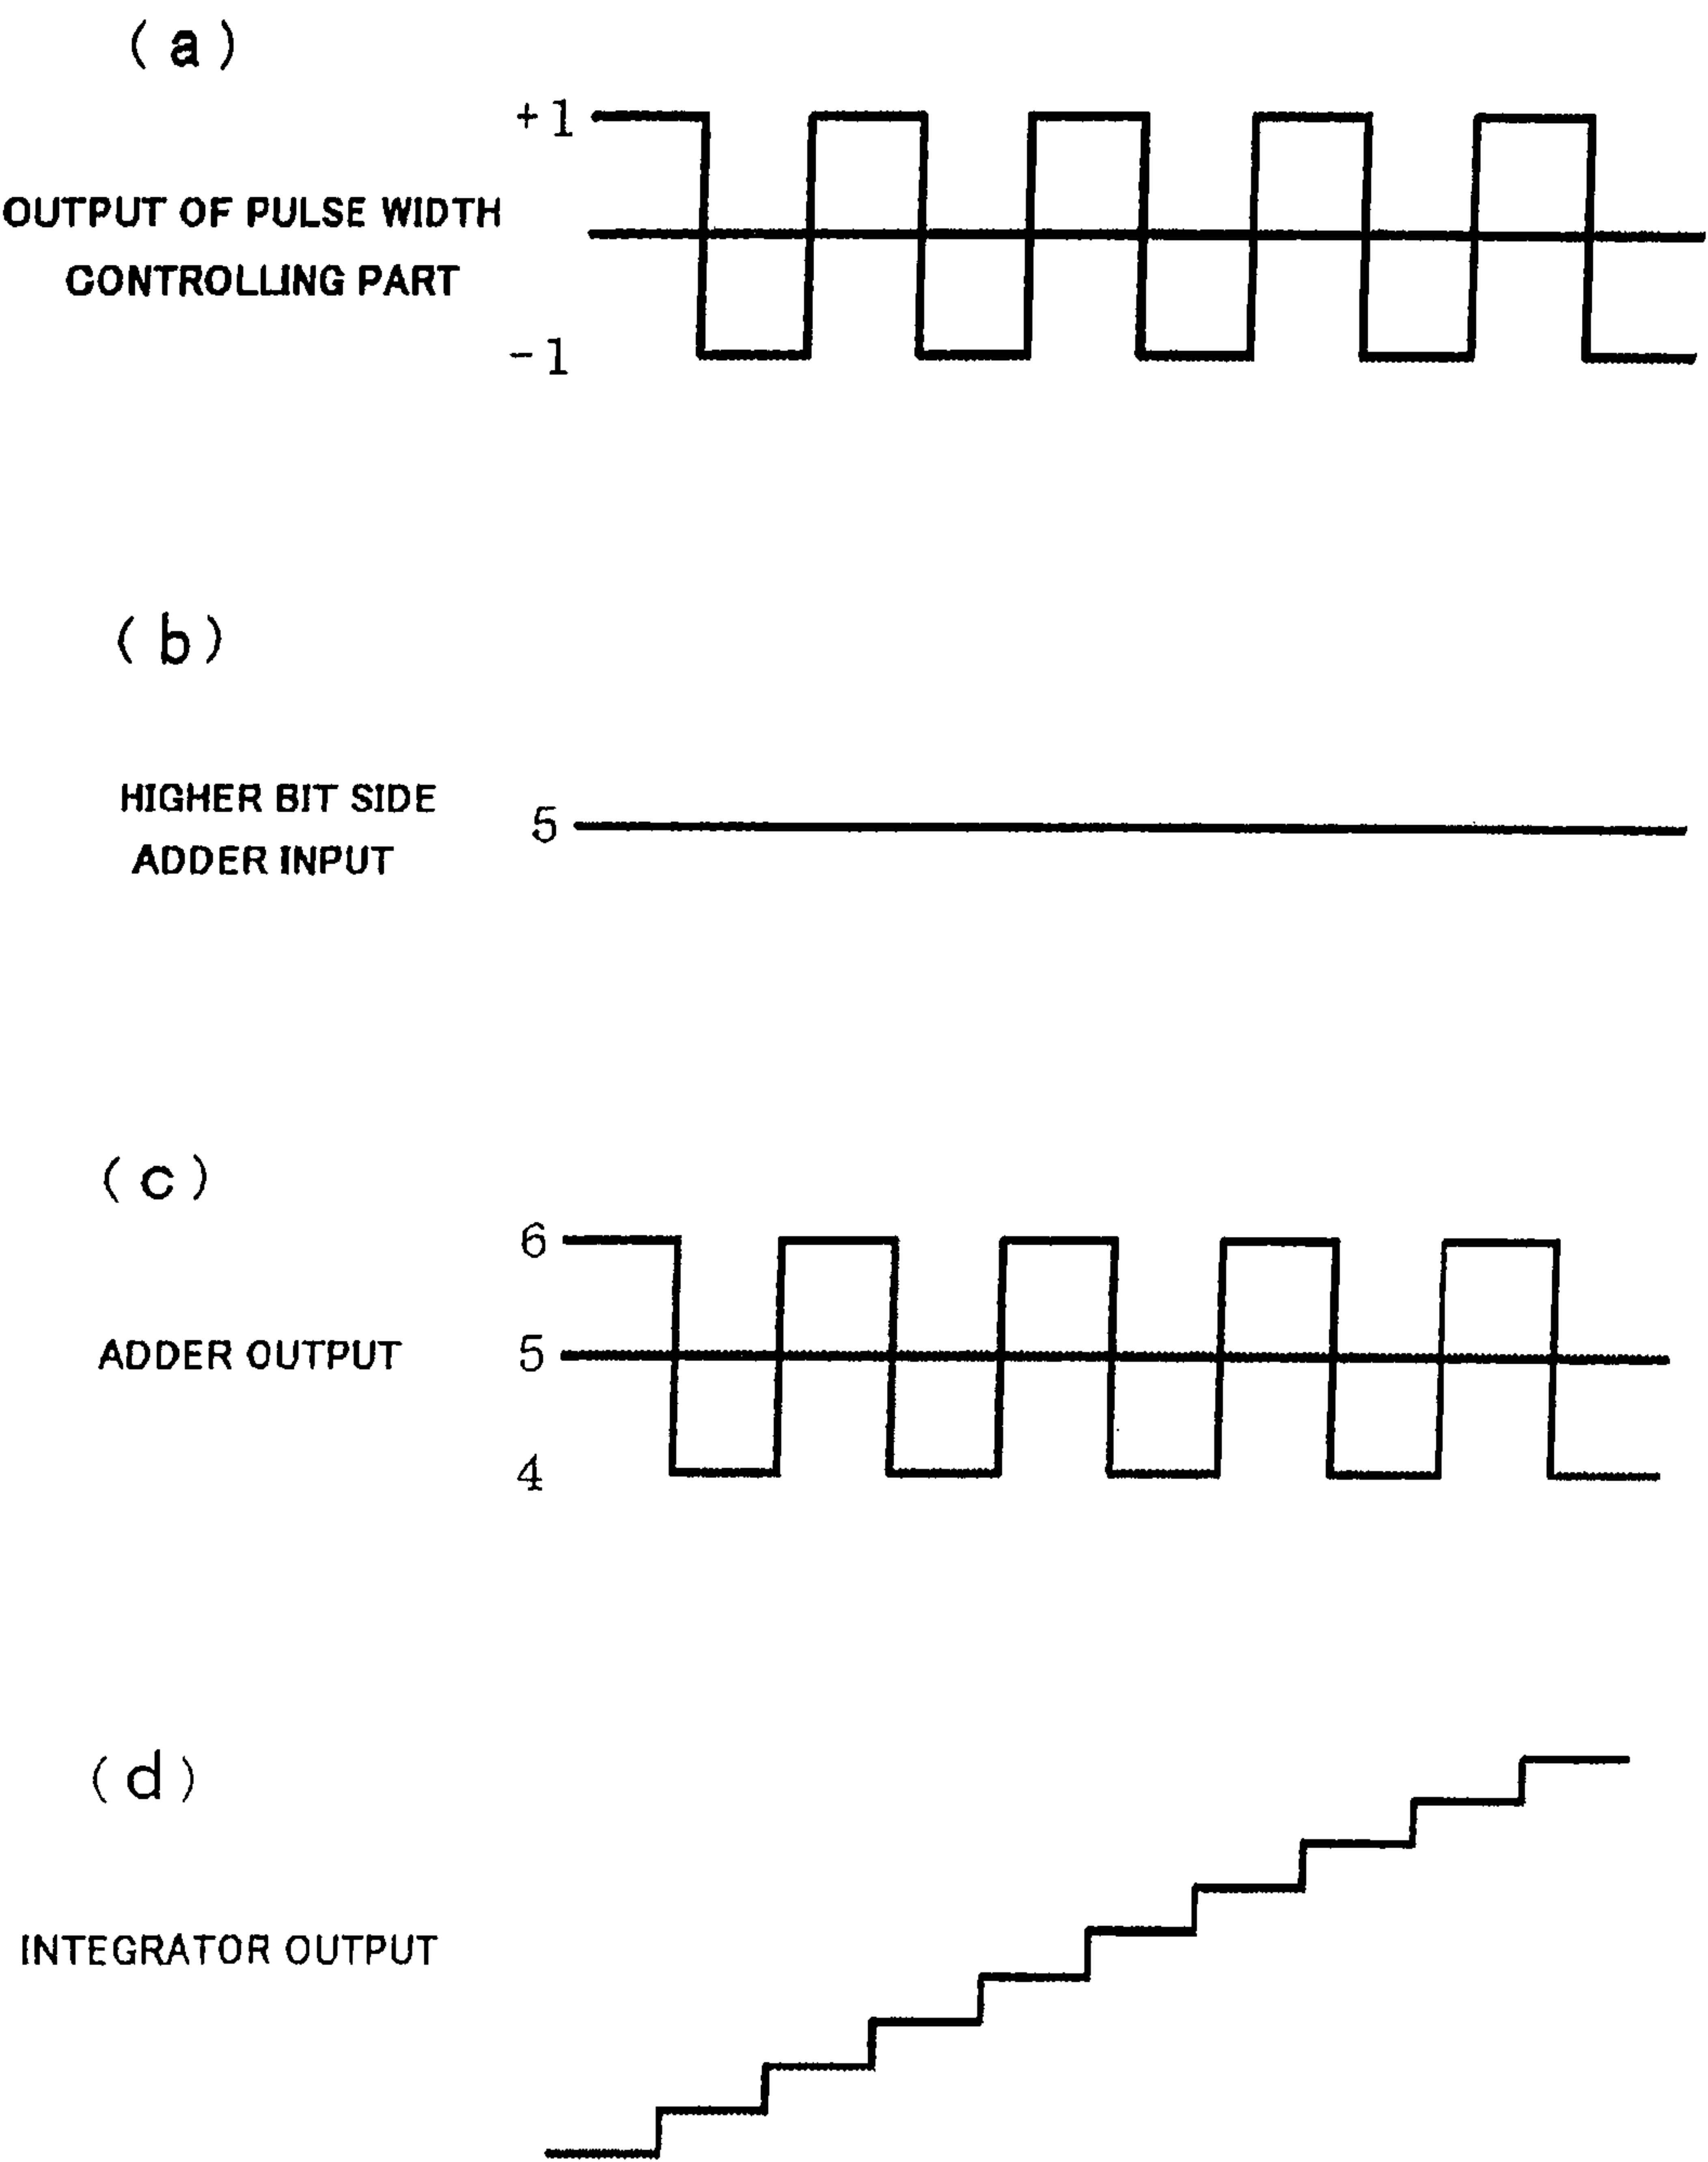 (a)
+1
OUTPUT OF PULSE WIDTH
CONTROLLING PART
-1
(b)
HIGHER BIT SIDE
5
ADDER INPUT
(c)
6
ADDER OUTPUT
5
4
(d)
INTEGRATOR OUTPUT